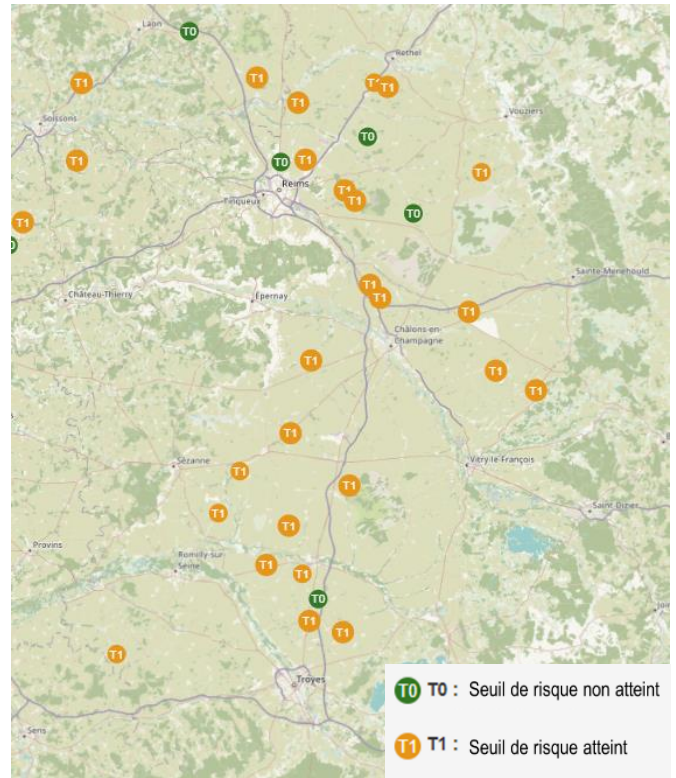 Laon
T0
Rethel
T1
T1
T1
T1
T1
Vouziers
Soissons
T0
T1
T0
T1
T1
Reims
T1
T1
Tinqueux
T0
T1
Sainte-Menehould
T1
T1
Château-Thierry
Épernay
T1
Châlons-en-
Champagne
T1
T1
T1
T1
Sézanne
T1
Vitry-le-François
T1
T1
T1
Saint-Dizier
Provins
Romilly-sur-
Seine
T1
T1
T0
T1
T1
T1
Troyes
Sens
T0 T0 : Seuil de risque non atteint
T1 T1 : Seuil de risque atteint